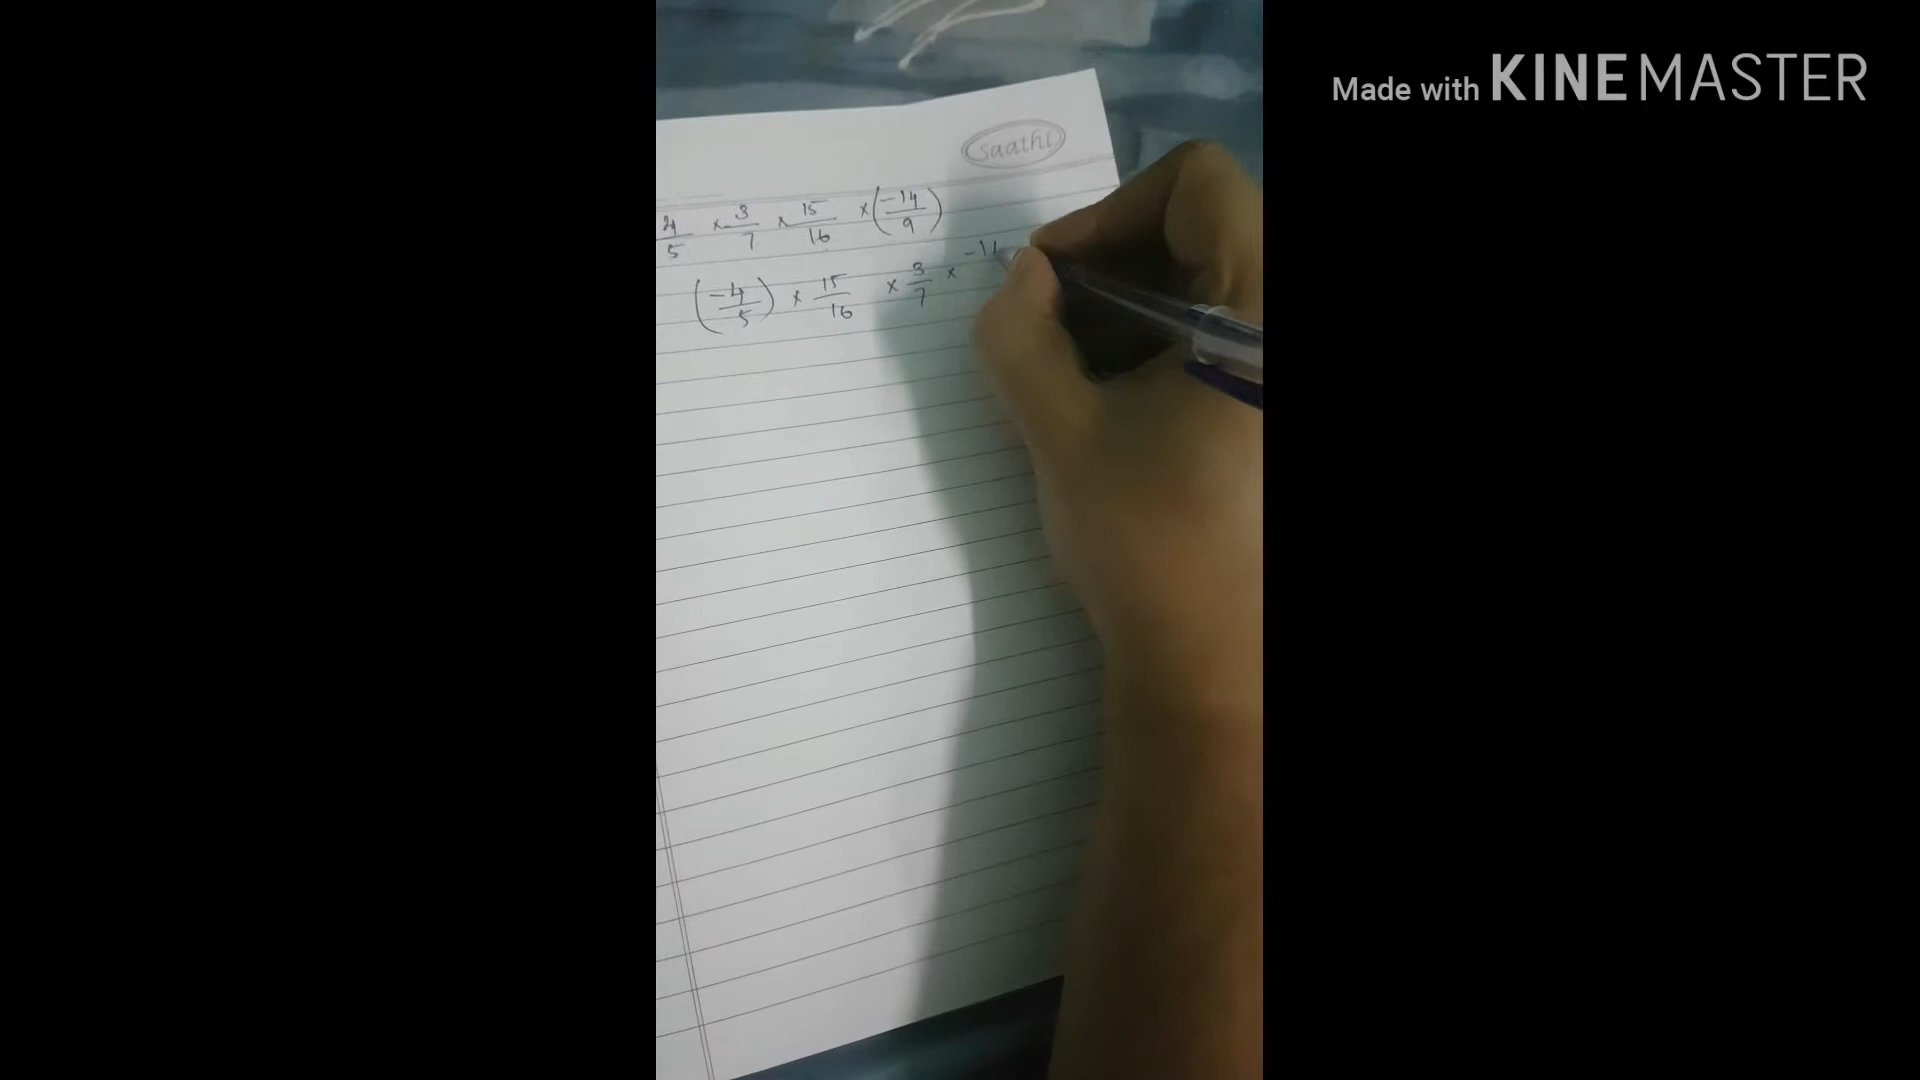 Made with KINEMASTER
Saathi
4/5 × 3/7 × 15/16 × (-14/9)
(-4/5) × 15/16 × 3/7 × -14